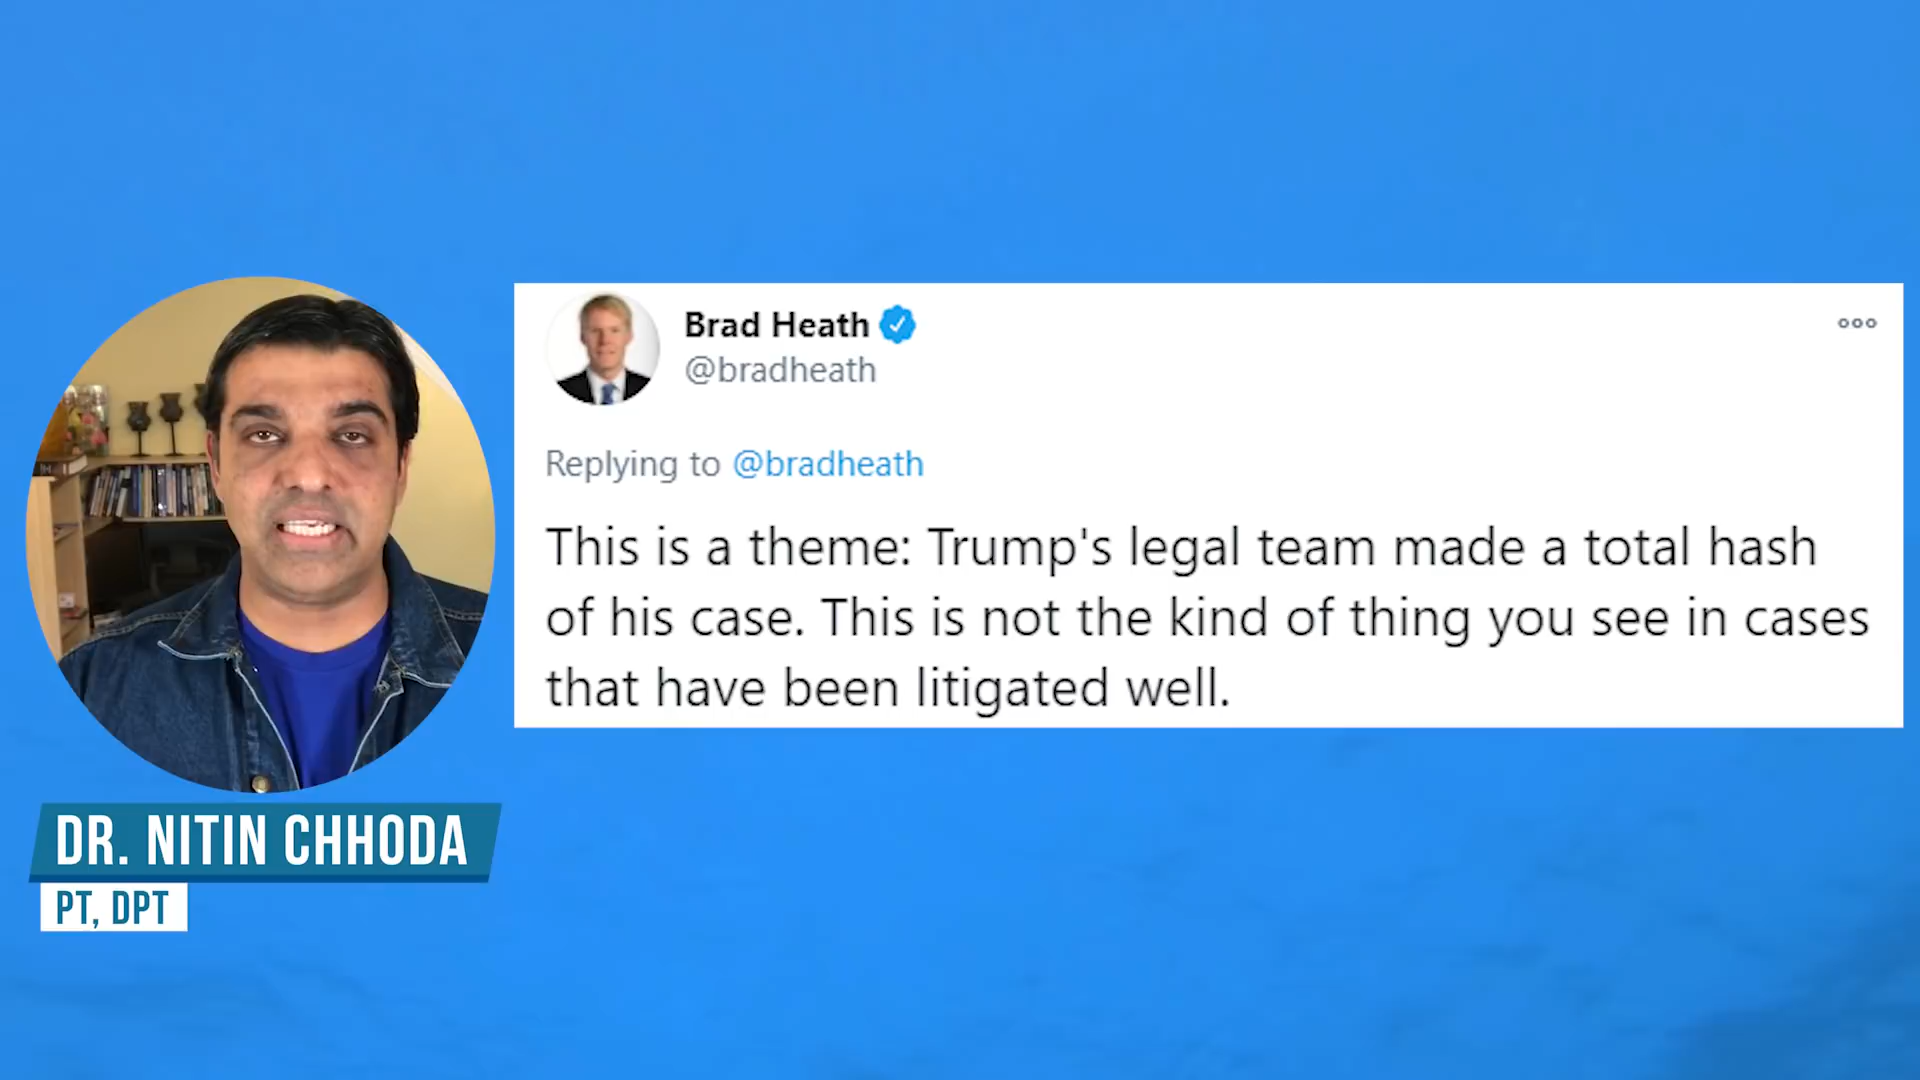 Brad Heath
@bradheath
Replying to @bradheath
This is a theme: Trump's legal team made a total hash
of his case. This is not the kind of thing you see in cases
that have been litigated well.
DR. NITIN CHHODA
PT, DPT